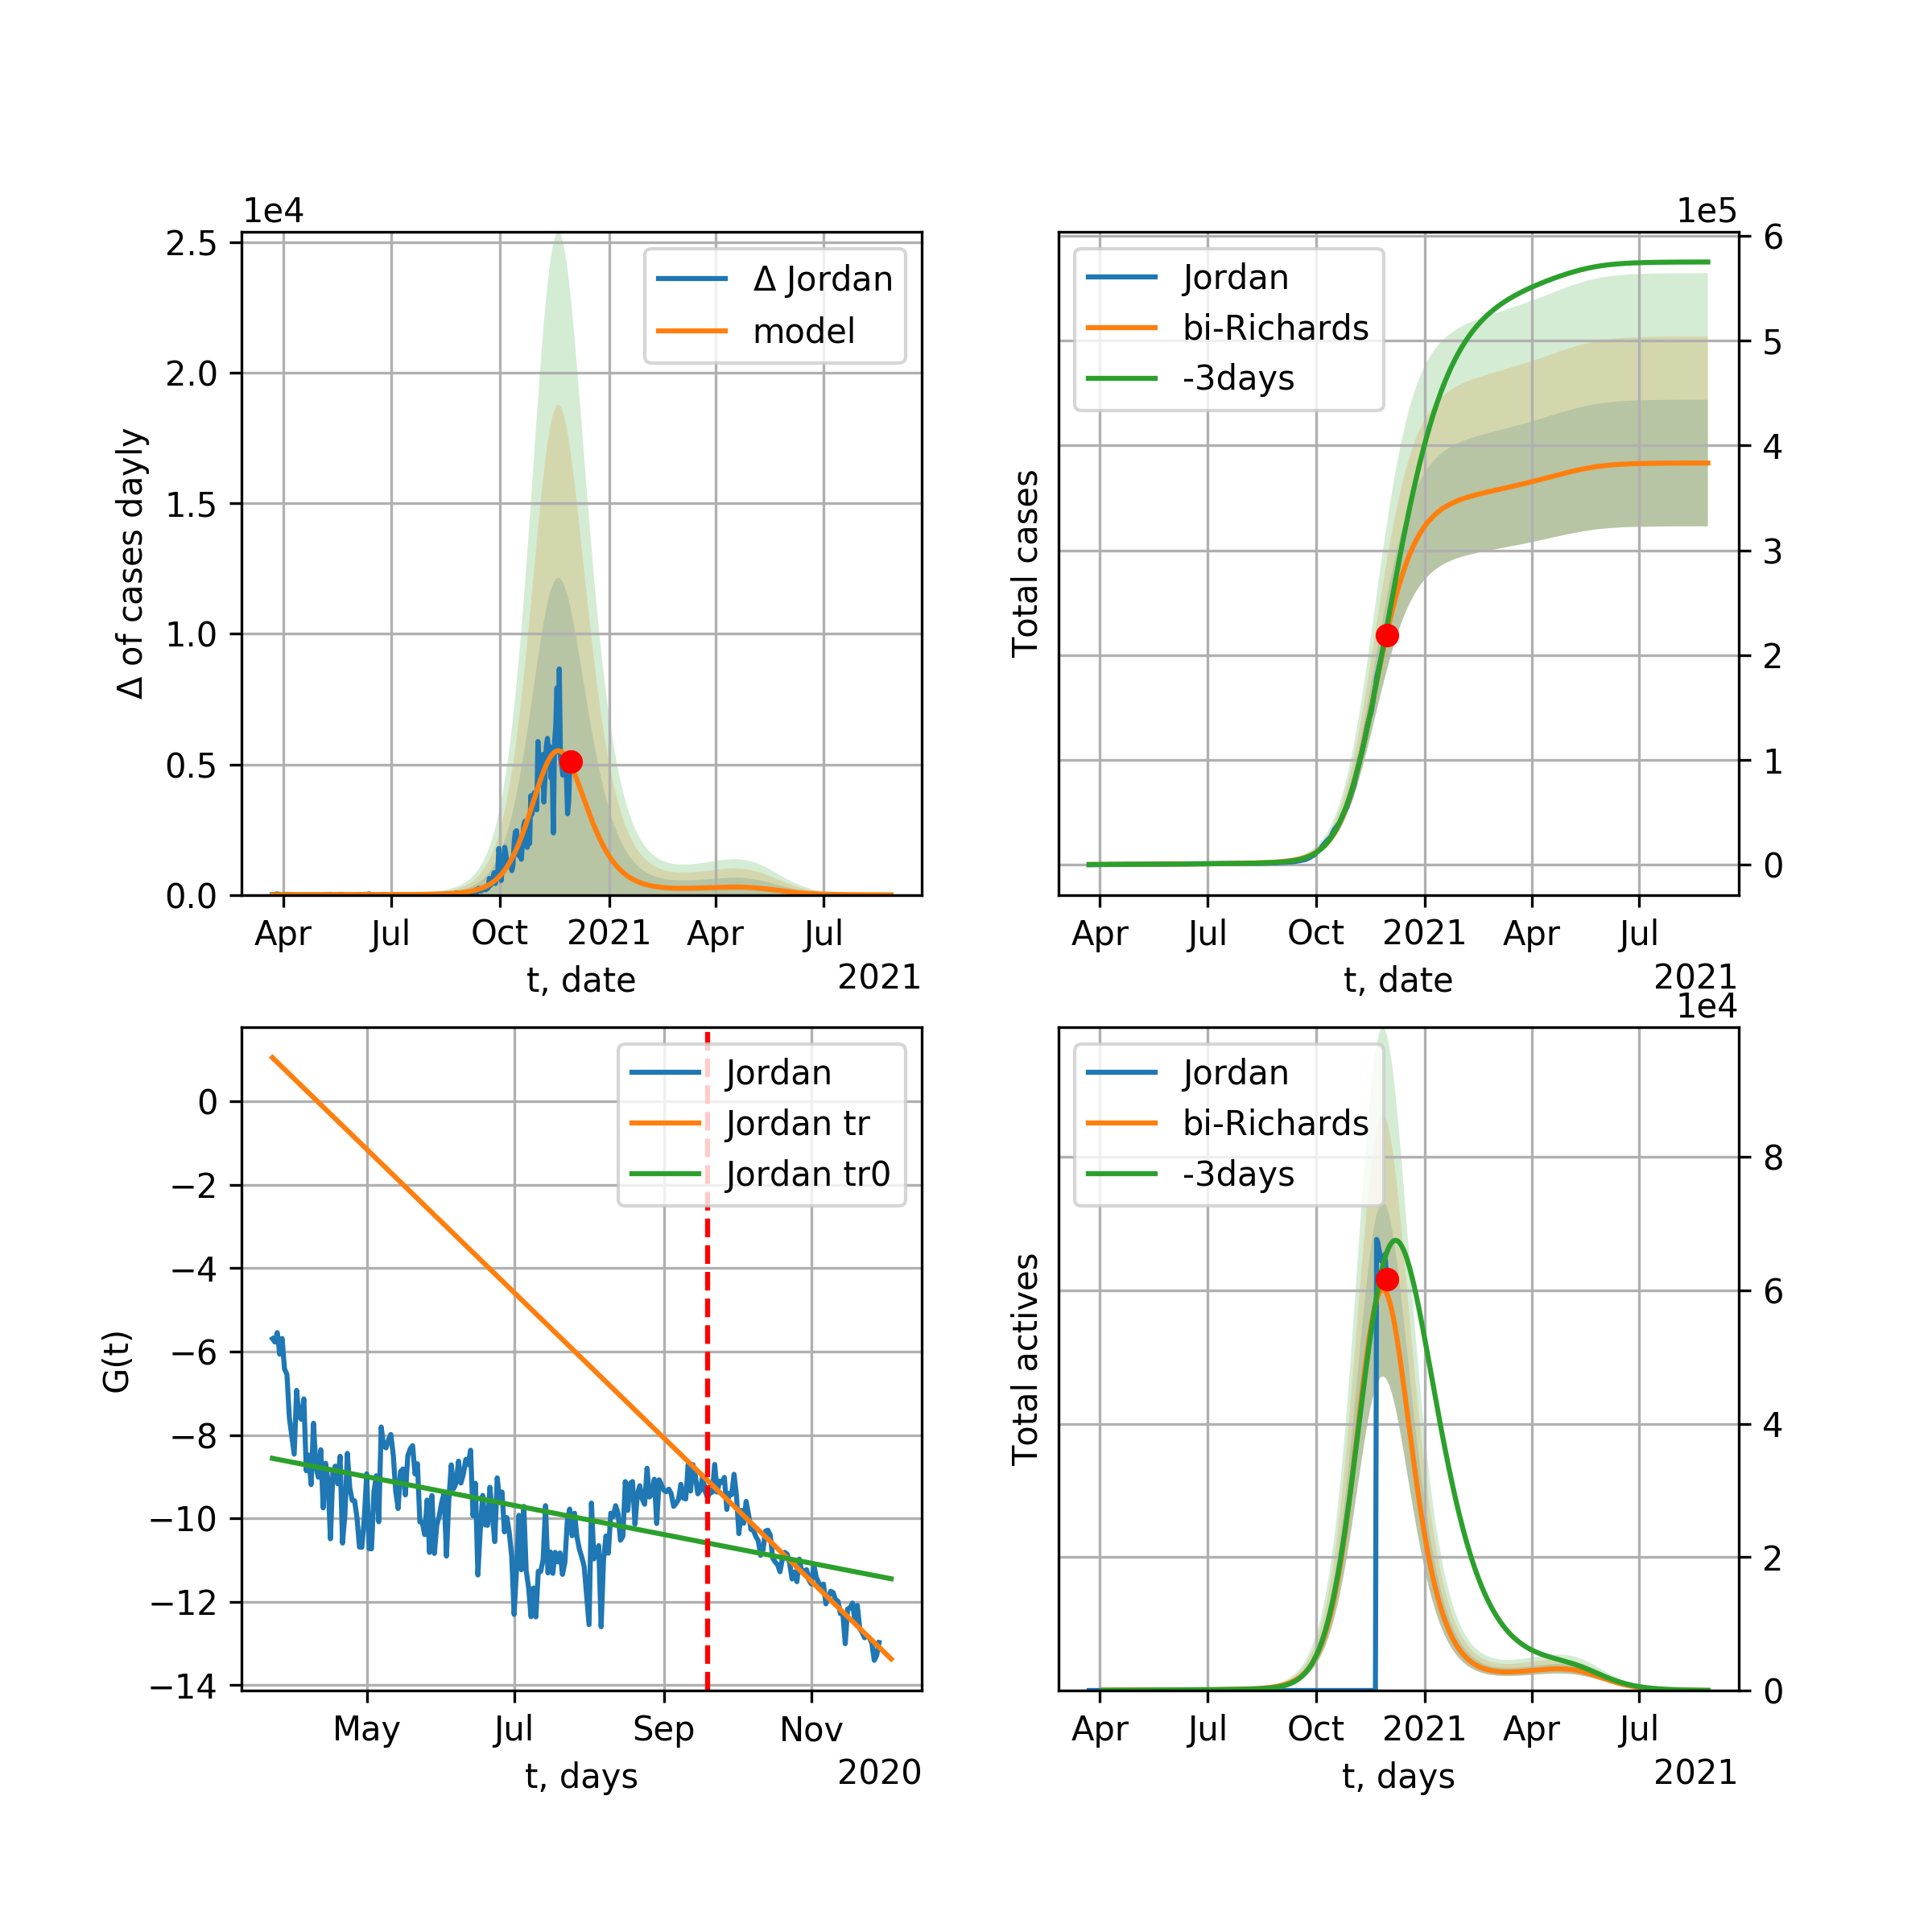 1e4
2.5
2.0
1.5
1.0
0.5
0.0
Δ of cases dayly
Δ Jordan
model
Apr Jul Oct 2021 Apr Jul
t, date
2021
1e5
6
5
4
3
2
1
0
Total cases
Jordan
bi-Richards
-3days
Apr Jul Oct 2021 Apr Jul
t, date
2021
0
−2
−4
−6
−8
−10
−12
−14
G(t)
Jordan
Jordan tr
Jordan tr0
May Jul Sep Nov
t, days
2020
1e4
8
6
4
2
0
Total actives
Jordan
bi-Richards
-3days
Apr Jul Oct 2021 Apr Jul
t, days
2021